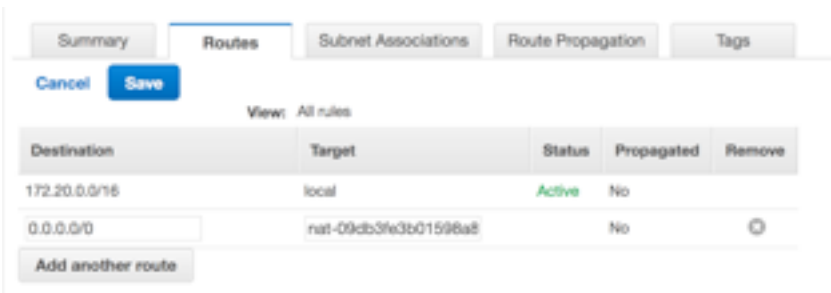 Summary Routes Subnet Associations Route Propagation Tags
Cancel Save
View: All rules
Destination Target Status Propagated Remove
172.20.0.0/16 local Active No
0.0.0.0/0 nat-09db3fe3b01598a8 No
Add another route